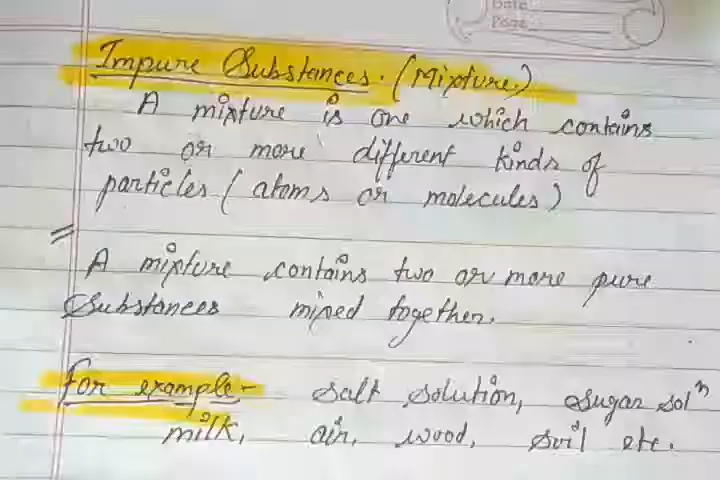 Date
Page
Impure Substances. (Mixture)
A mixture is one which contains
two or more different kinds of
particles (atoms or molecules)
A mixture contains two or more pure
Substances mixed together.
For example- salt solution, sugar solⁿ
milk, air, wood, soil etc.